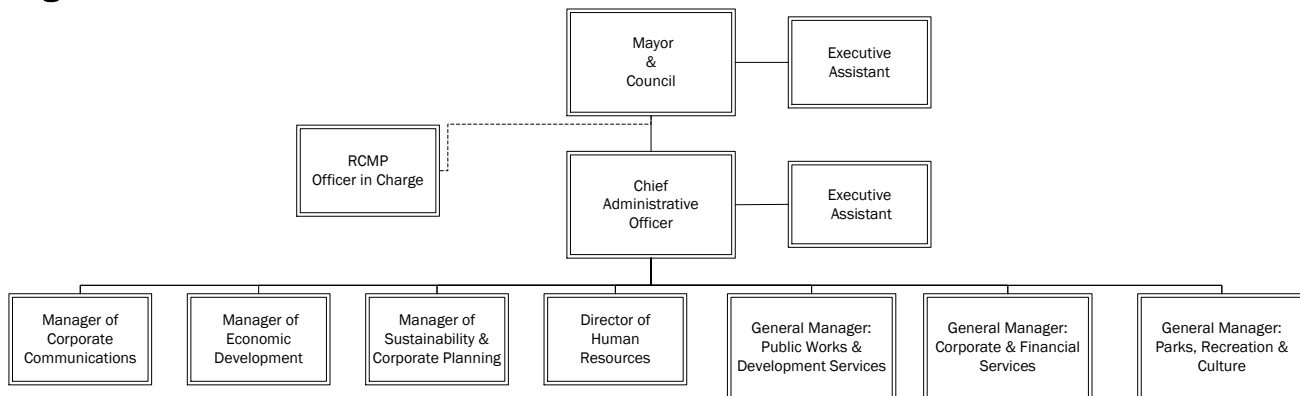 Mayor
&
Council
Executive
Assistant
RCMP
Officer in Charge
Chief
Administrative
Officer
Executive
Assistant
Manager of
Corporate
Communications
Manager of
Economic
Development
Manager of
Sustainability &
Corporate Planning
Director of
Human
Resources
General Manager:
Public Works &
Development Services
General Manager:
Corporate & Financial
Services
General Manager:
Parks, Recreation &
Culture